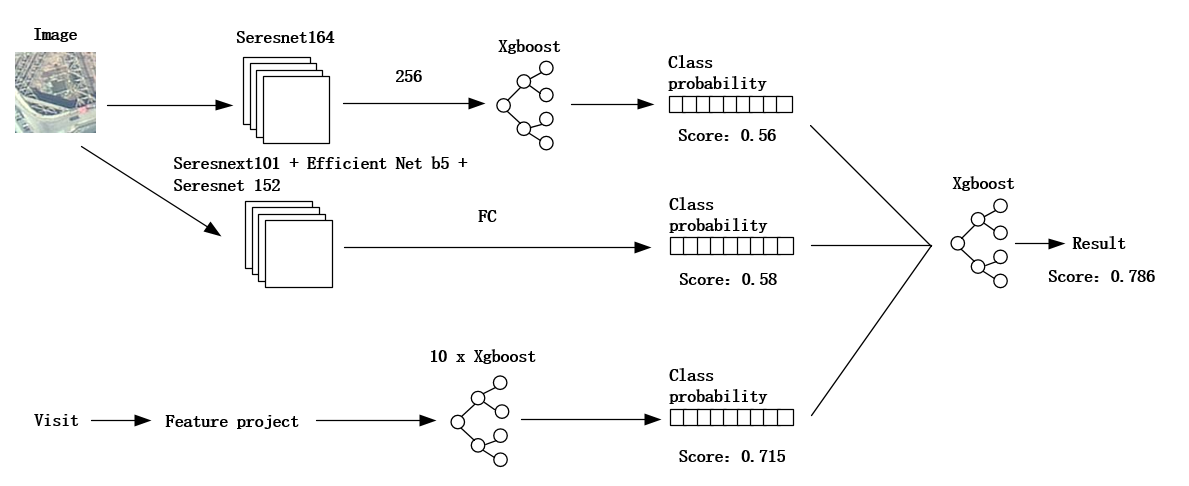 Image
Seresnet164
256
Xgboost
Class
probability
Score: 0.56
Seresnext101 + Efficient Net b5 +
Seresnet 152
FC
Class
probability
Score: 0.58
Xgboost
Result
Score: 0.786
Visit
Feature project
10 x Xgboost
Class
probability
Score: 0.715